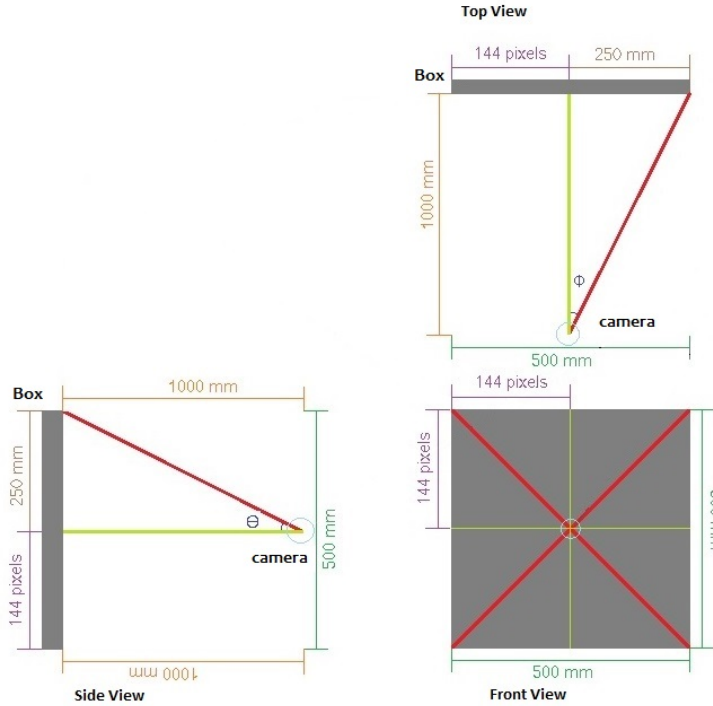 Top View
144 pixels
250 mm
Box
1000 mm
Φ
camera
500 mm
Box
1000 mm
144 pixels
250 mm
144 pixels
Θ
camera
500 mm
144 pixels
1000 mm
500 mm
Side View
Front View